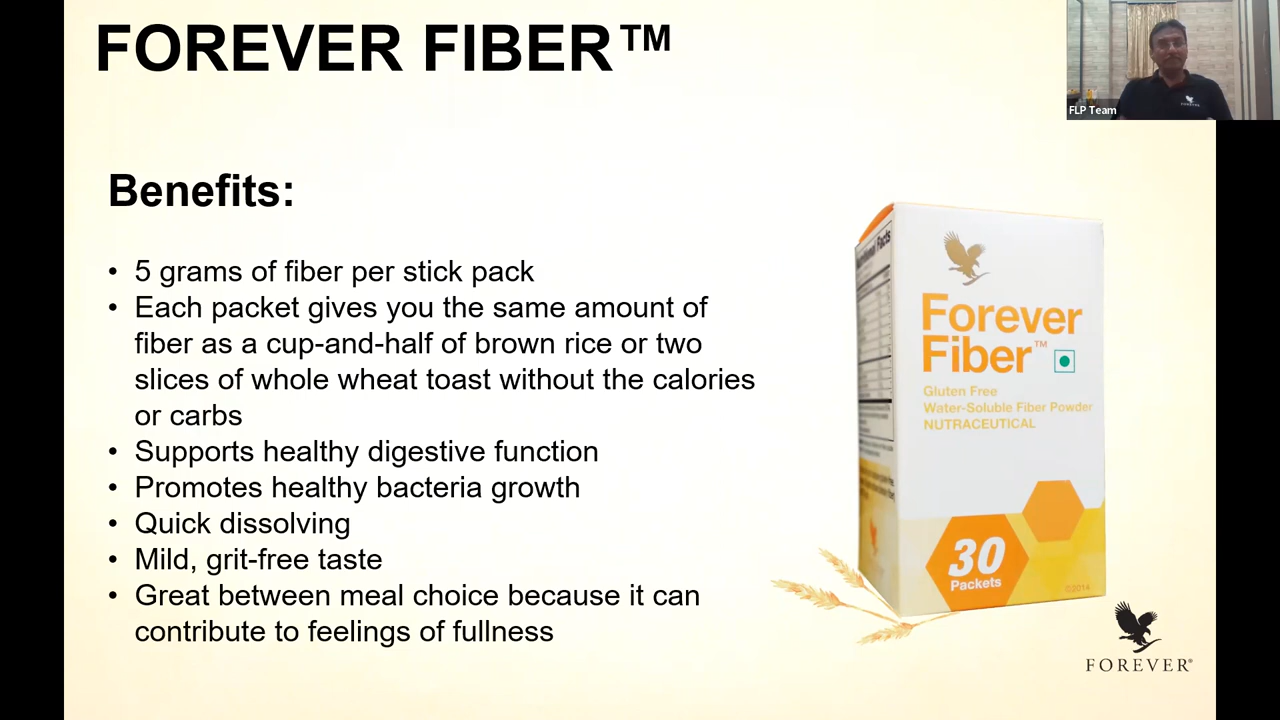 FOREVER FIBER™
FLP Team
FOREVER
Benefits:
• 5 grams of fiber per stick pack
• Each packet gives you the same amount of
fiber as a cup-and-half of brown rice or two
slices of whole wheat toast without the calories
or carbs
• Supports healthy digestive function
• Promotes healthy bacteria growth
• Quick dissolving
• Mild, grit-free taste
• Great between meal choice because it can
contribute to feelings of fullness
Nutritional Facts
Forever
Fiber™
Gluten Free
Water-Soluble Fiber Powder
NUTRACEUTICAL
30
Packets
©2014
FOREVER®